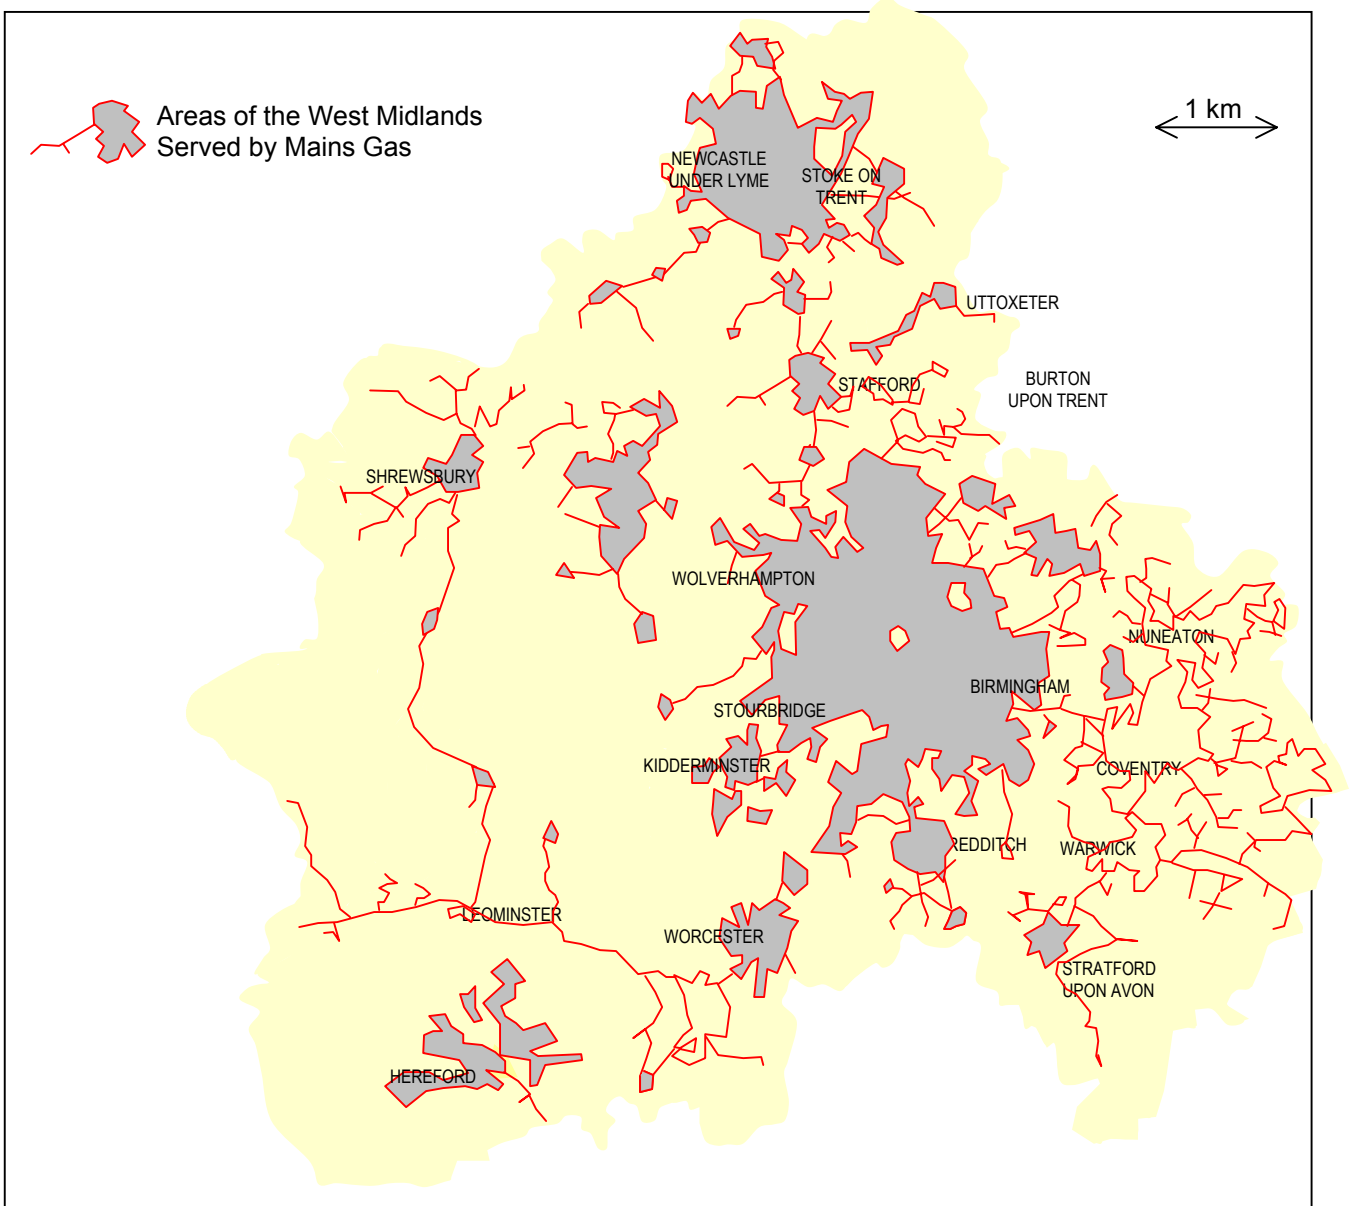 Areas of the West Midlands
Served by Mains Gas
1 km
NEWCASTLE
UNDER LYME
STOKE ON
TRENT
UTTOXETER
STAFFORD
BURTON
UPON TRENT
SHREWSBURY
WOLVERHAMPTON
NUNEATON
BIRMINGHAM
STOURBRIDGE
KIDDERMINSTER
COVENTRY
REDDITCH
WARWICK
LEOMINSTER
WORCESTER
STRATFORD
UPON AVON
HEREFORD